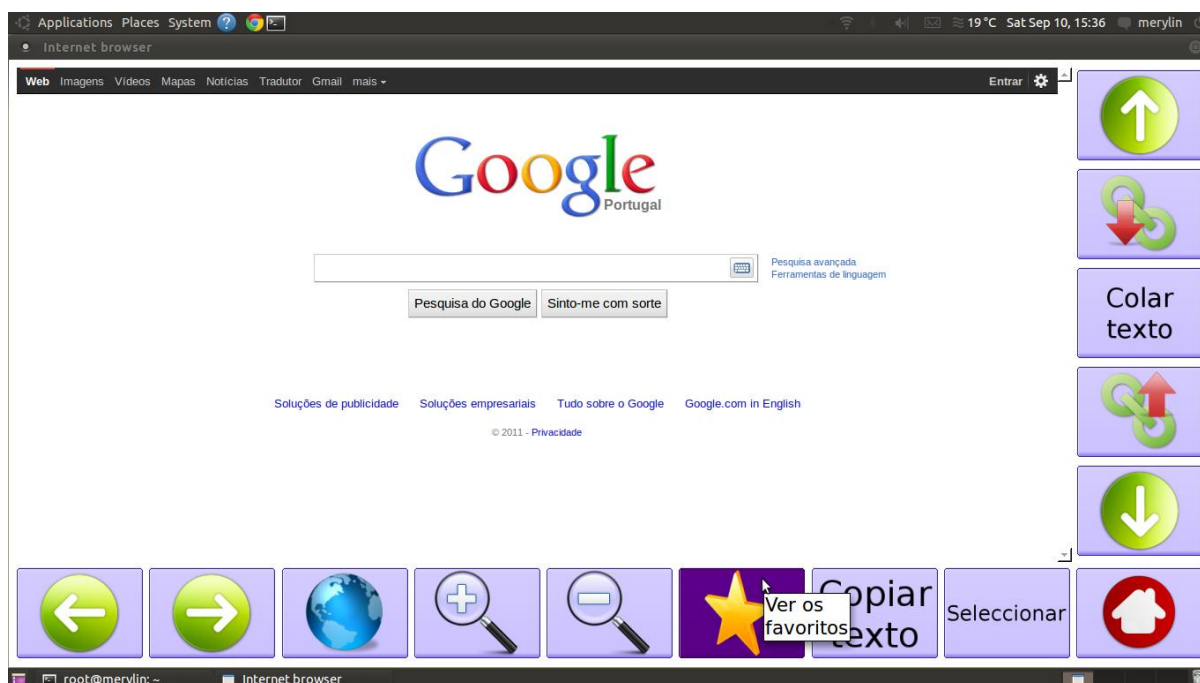 Applications Places System 19 °C Sat Sep 10, 15:36 merylin
Internet browser
Web Imagens Vídeos Mapas Notícias Tradutor Gmail mais Entrar
Google
Portugal
Pesquisa avançada
Ferramentas de linguagem
Pesquisa do Google Sinto-me com sorte
Colar
texto
Soluções de publicidade Soluções empresariais Tudo sobre o Google Google.com in English
© 2011 - Privacidade
Ver os
favoritos
Copiar
texto
Seleccionar
root@merylin: ~ Internet browser